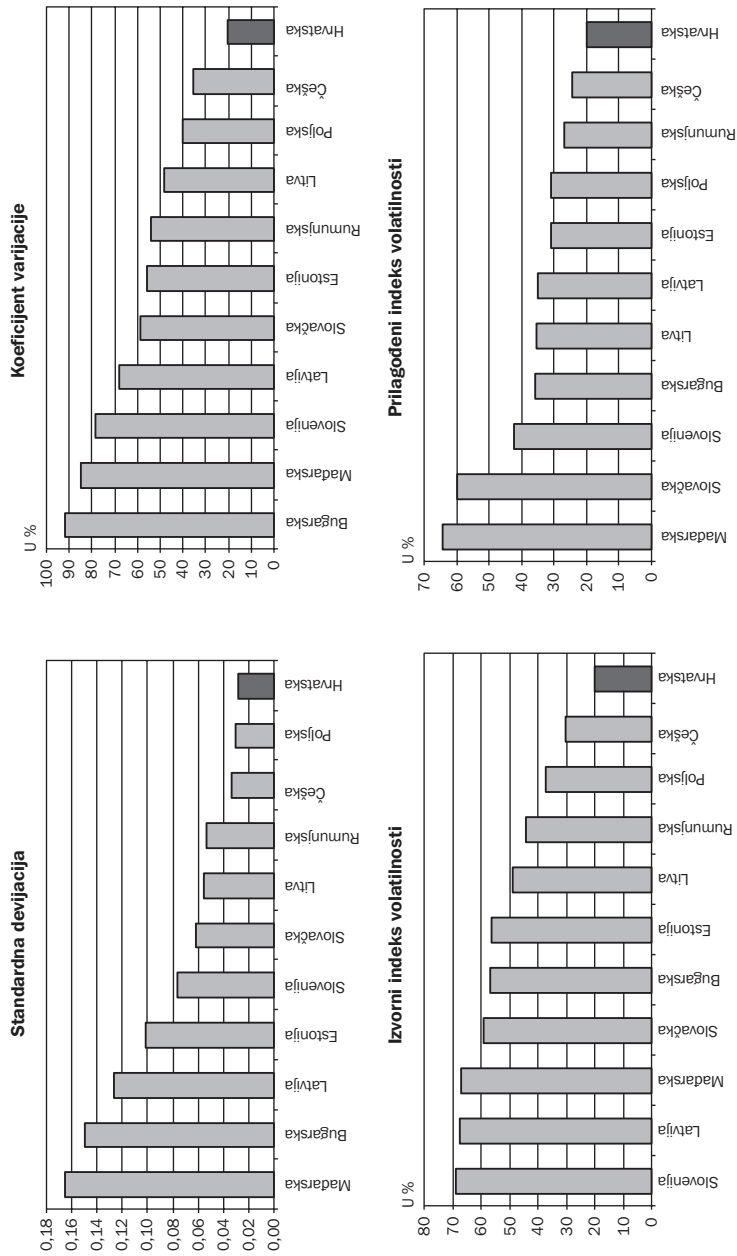 Standardna devijacija
0,18
0,16
0,14
0,12
0,10
0,08
0,06
0,04
0,02
0,00
Mađarska
Bugarska
Latvija
Estonija
Slovenija
Slovačka
Litva
Rumunjska
Češka
Poljska
Hrvatska
Koeficijent varijacije
U %
100
90
80
70
60
50
40
30
20
10
0
Bugarska
Mađarska
Slovenija
Latvija
Slovačka
Estonija
Rumunjska
Litva
Poljska
Češka
Hrvatska
Izvorni indeks volatilnosti
U %
80
70
60
50
40
30
20
10
0
Slovenija
Latvija
Mađarska
Slovačka
Bugarska
Estonija
Litva
Rumunjska
Poljska
Češka
Hrvatska
Prilagođeni indeks volatilnosti
U %
70
60
50
40
30
20
10
0
Mađarska
Slovačka
Slovenija
Bugarska
Litva
Latvija
Estonija
Poljska
Rumunjska
Češka
Hrvatska